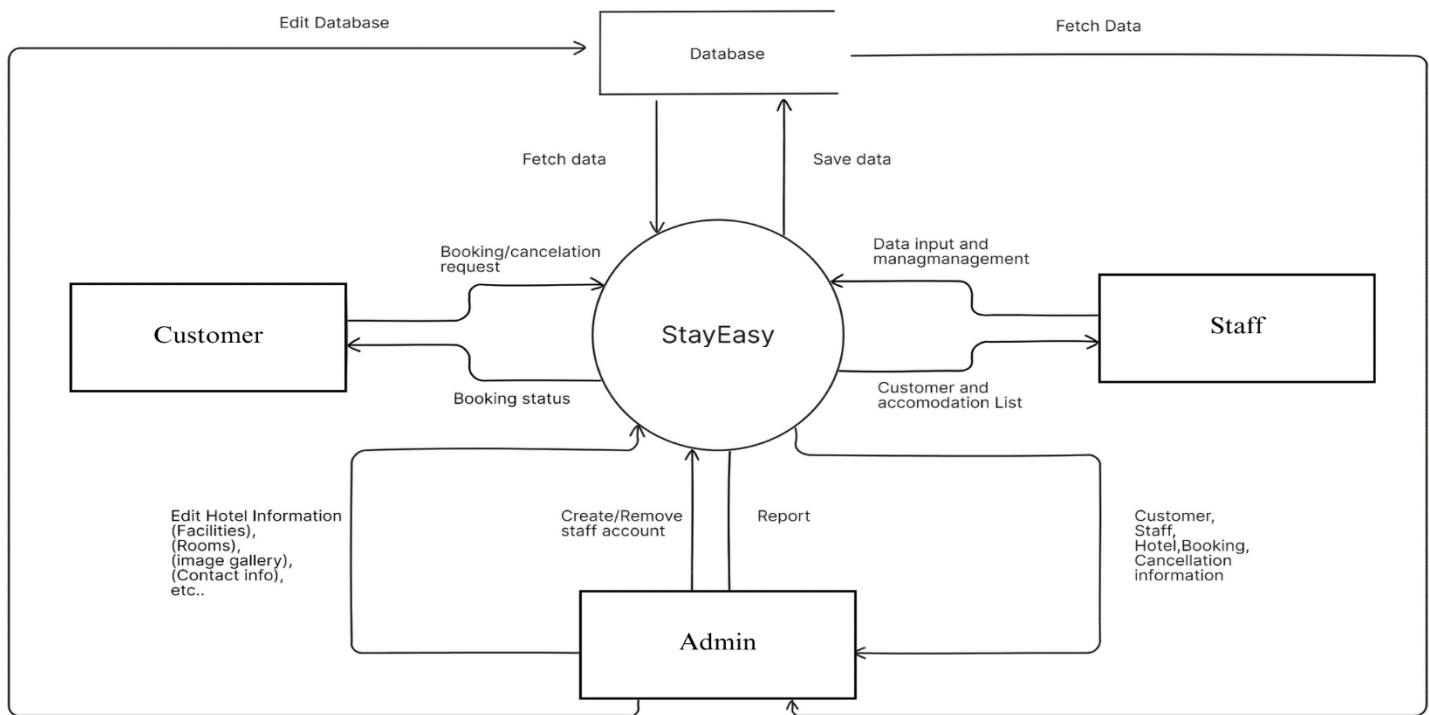 Edit Database
Fetch Data
Database
Fetch data
Save data
Booking/cancelation
request
Data input and
managmanagement
Customer
StayEasy
Staff
Booking status
Customer and
accomodation List
Edit Hotel Information
(Facilities),
(Rooms),
(image gallery),
(Contact info),
etc..
Create/Remove
staff account
Report
Customer,
Staff,
Hotel,Booking,
Cancellation
information
Admin